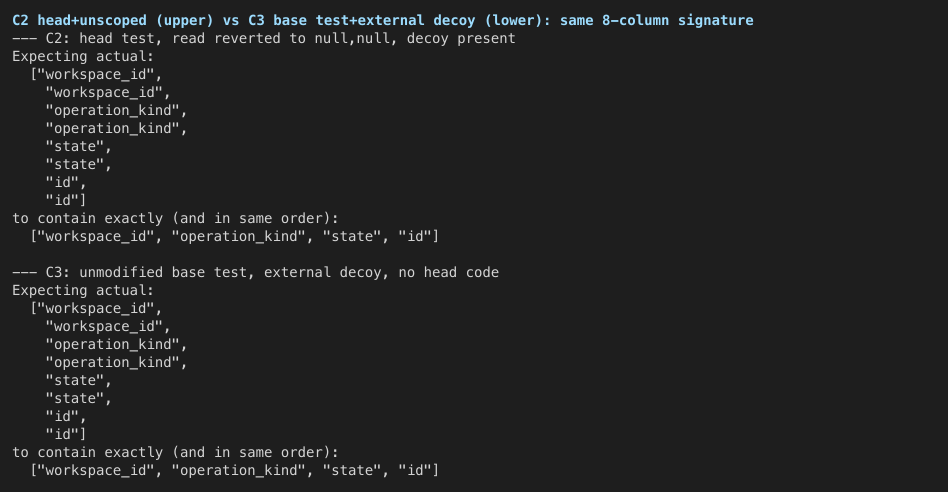 C2 head+unscoped (upper) vs C3 base test+external decoy (lower): same 8-column signature
--- C2: head test, read reverted to null,null, decoy present
Expecting actual:
  ["workspace_id",
    "workspace_id",
    "operation_kind",
    "operation_kind",
    "state",
    "state",
    "id",
    "id"]
to contain exactly (and in same order):
  ["workspace_id", "operation_kind", "state", "id"]

--- C3: unmodified base test, external decoy, no head code
Expecting actual:
  ["workspace_id",
    "workspace_id",
    "operation_kind",
    "operation_kind",
    "state",
    "state",
    "id",
    "id"]
to contain exactly (and in same order):
  ["workspace_id", "operation_kind", "state", "id"]